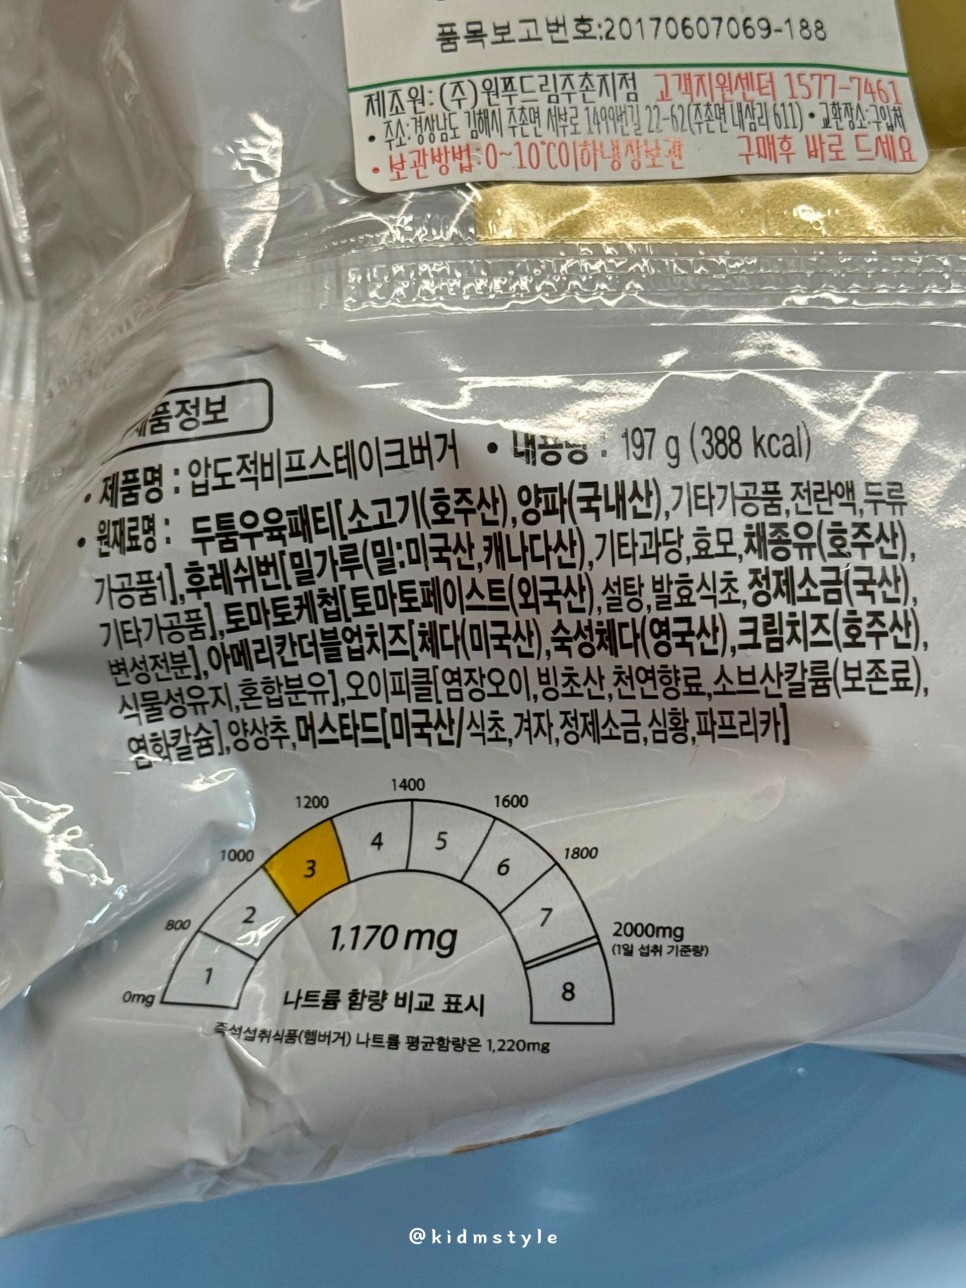 품목보고번호:20170607069-188
제조원:(주)원푸드림주촌지점 고객지원센터 1577-7461
• 주소:경상남도 김해시 주촌면 서부로 1499번길 22-62(주촌면 내삼리 611) • 교환장소:구입처
• 보관방법:0~10℃이하냉장보관 구매후 바로 드세요
제품정보
• 제품명 : 압도적비프스테이크버거 • 내용량 : 197 g (388 kcal)
• 원재료명 : 두툼우육패티[소고기(호주산),양파(국내산),기타가공품,전란액,두류
가공품1],후레쉬번[밀가루(밀:미국산,캐나다산),기타과당,효모,채종유(호주산),
기타가공품],토마토케첩[토마토페이스트(외국산),설탕,발효식초,정제소금(국산),
변성전분],아메리칸더블업치즈[체다(미국산),숙성체다(영국산),크림치즈(호주산),
식물성유지,혼합분유],오이피클[염장오이,빙초산,천연향료,소브산칼륨(보존료),
염화칼슘],양상추,머스타드[미국산/식초,겨자,정제소금,심황,파프리카]
1400
1200 1600
1000 1800
800 2000mg
(1일 섭취 기준량)
0mg
1 2 3 4 5 6 7 8
1,170 mg
나트륨 함량 비교 표시
즉석섭취식품(햄버거) 나트륨 평균함량은 1,220mg
@kidmstyle